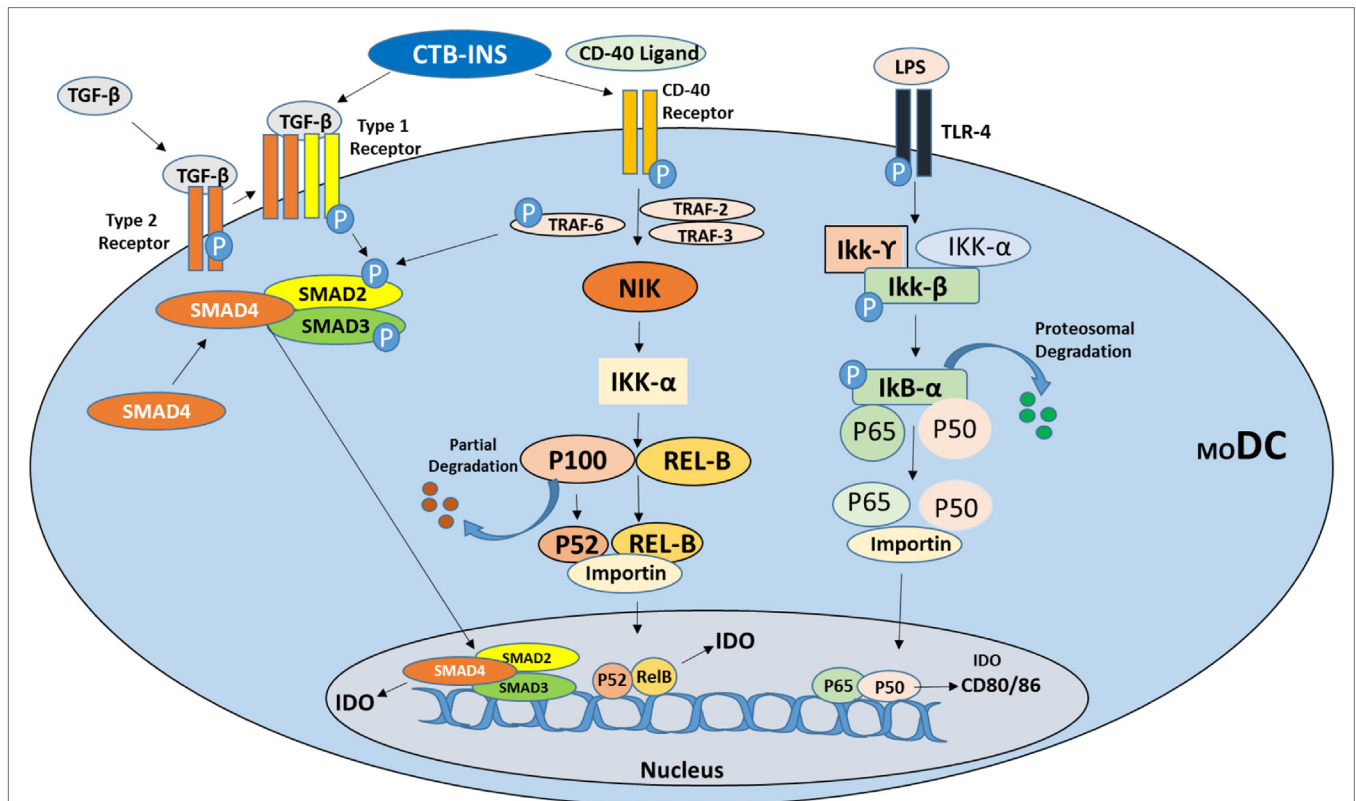 CTB-INS
CD-40 Ligand
LPS
TGF-β
TGF-β
Type 1
Receptor
CD-40
Receptor
TLR-4
TGF-β
Type 2
Receptor
P
P
P
P
P
TRAF-6
TRAF-2
TRAF-3
P
SMAD2
SMAD4
SMAD3
P
SMAD4
NIK
IKK-α
Partial
Degradation
P100
REL-B
P52
REL-B
Importin
Ikk-ϒ
IKK-α
Ikk-β
P
Proteosomal
Degradation
P
IkB-α
P65
P50
P65
P50
Importin
MODC
SMAD2
SMAD4
SMAD3
IDO
P52
RelB
IDO
P65
P50
IDO
CD80/86
Nucleus